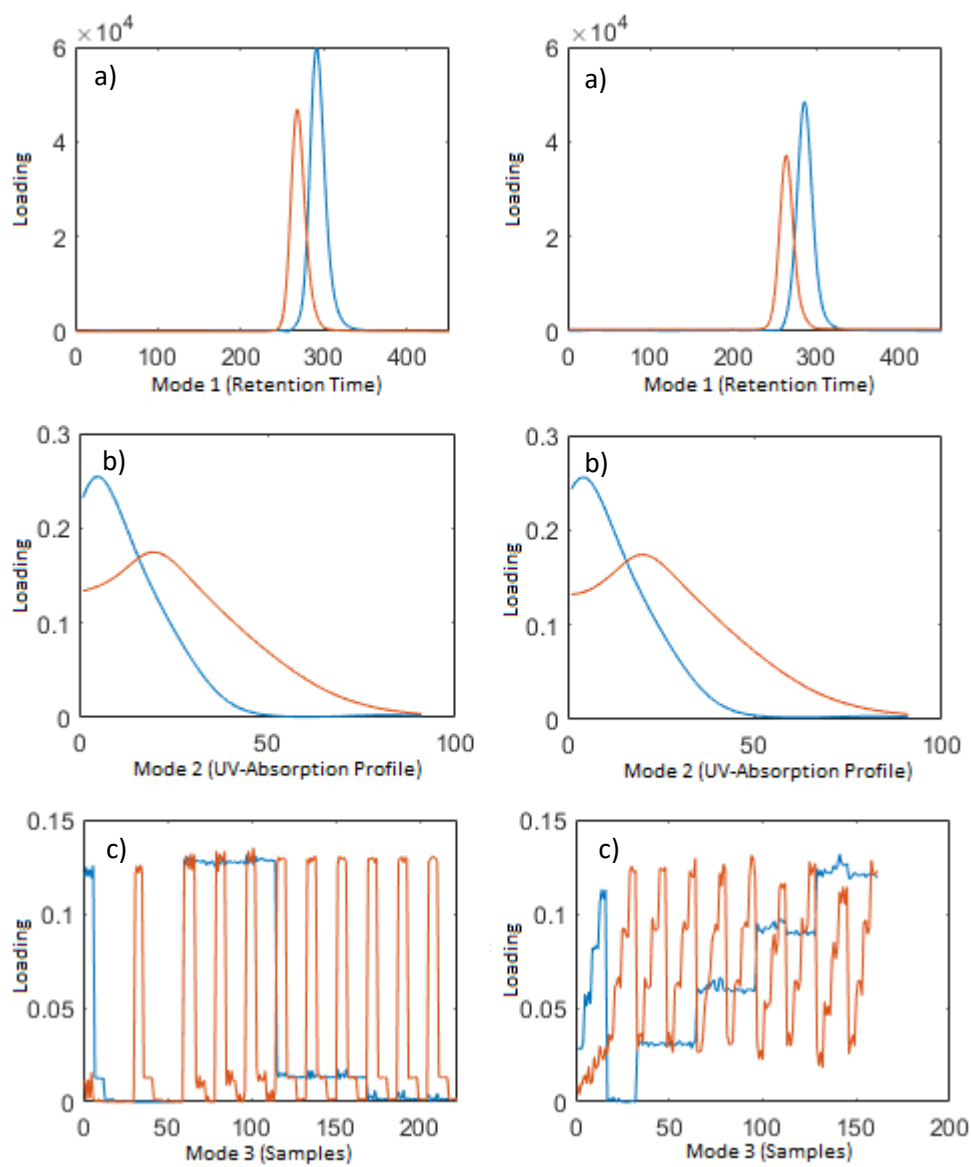 ×10⁴
a)
6
4
2
0
Loading
0 100 200 300 400
Mode 1 (Retention Time)
×10⁴
a)
6
4
2
0
Loading
0 100 200 300 400
Mode 1 (Retention Time)
b)
0.3
0.2
0.1
0
Loading
0 50 100
Mode 2 (UV-Absorption Profile)
b)
0.3
0.2
0.1
0
Loading
0 50 100
Mode 2 (UV-Absorption Profile)
c)
0.15
0.1
0.05
0
Loading
0 50 100 150 200
Mode 3 (Samples)
c)
0.15
0.1
0.05
0
Loading
0 50 100 150 200
Mode 3 (Samples)